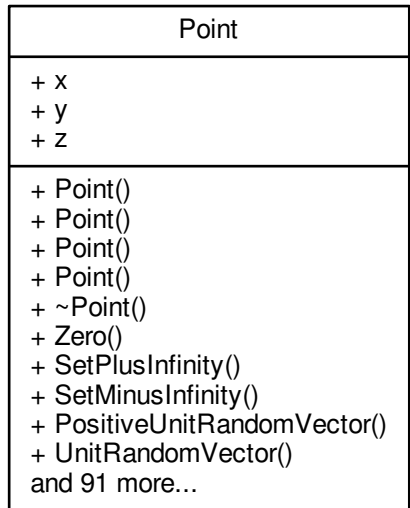 Point
+ x
+ y
+ z
+ Point()
+ Point()
+ Point()
+ Point()
+ ~Point()
+ Zero()
+ SetPlusInfinity()
+ SetMinusInfinity()
+ PositiveUnitRandomVector()
+ UnitRandomVector()
and 91 more...